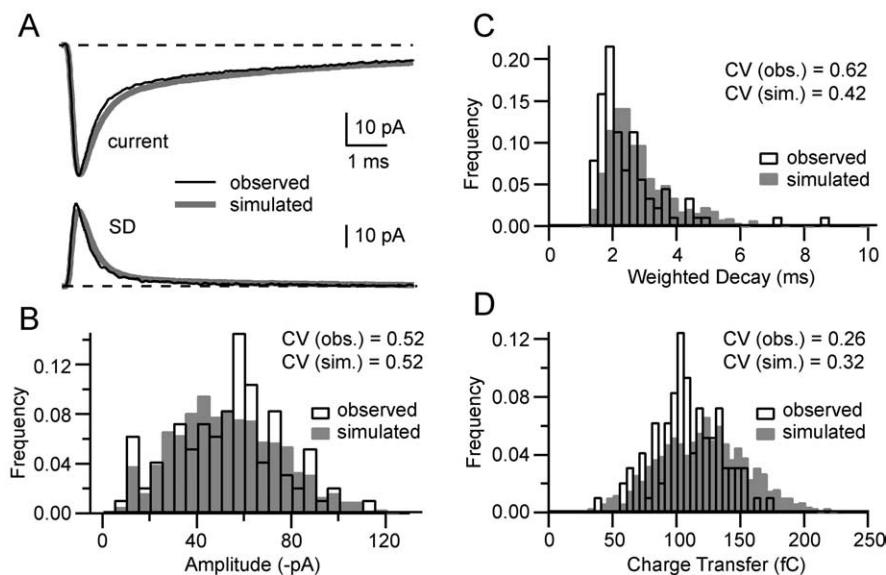 A
current
10 pA
1 ms
observed
simulated
SD
10 pA
B
CV (obs.) = 0.52
CV (sim.) = 0.52
observed
simulated
Frequency
0.12
0.08
0.04
0.00
0
40
80
120
Amplitude (-pA)
C
CV (obs.) = 0.62
CV (sim.) = 0.42
observed
simulated
Frequency
0.20
0.15
0.10
0.05
0.00
0
2
4
6
8
10
Weighted Decay (ms)
D
CV (obs.) = 0.26
CV (sim.) = 0.32
observed
simulated
Frequency
0.12
0.08
0.04
0.00
0
50
100
150
200
250
Charge Transfer (fC)